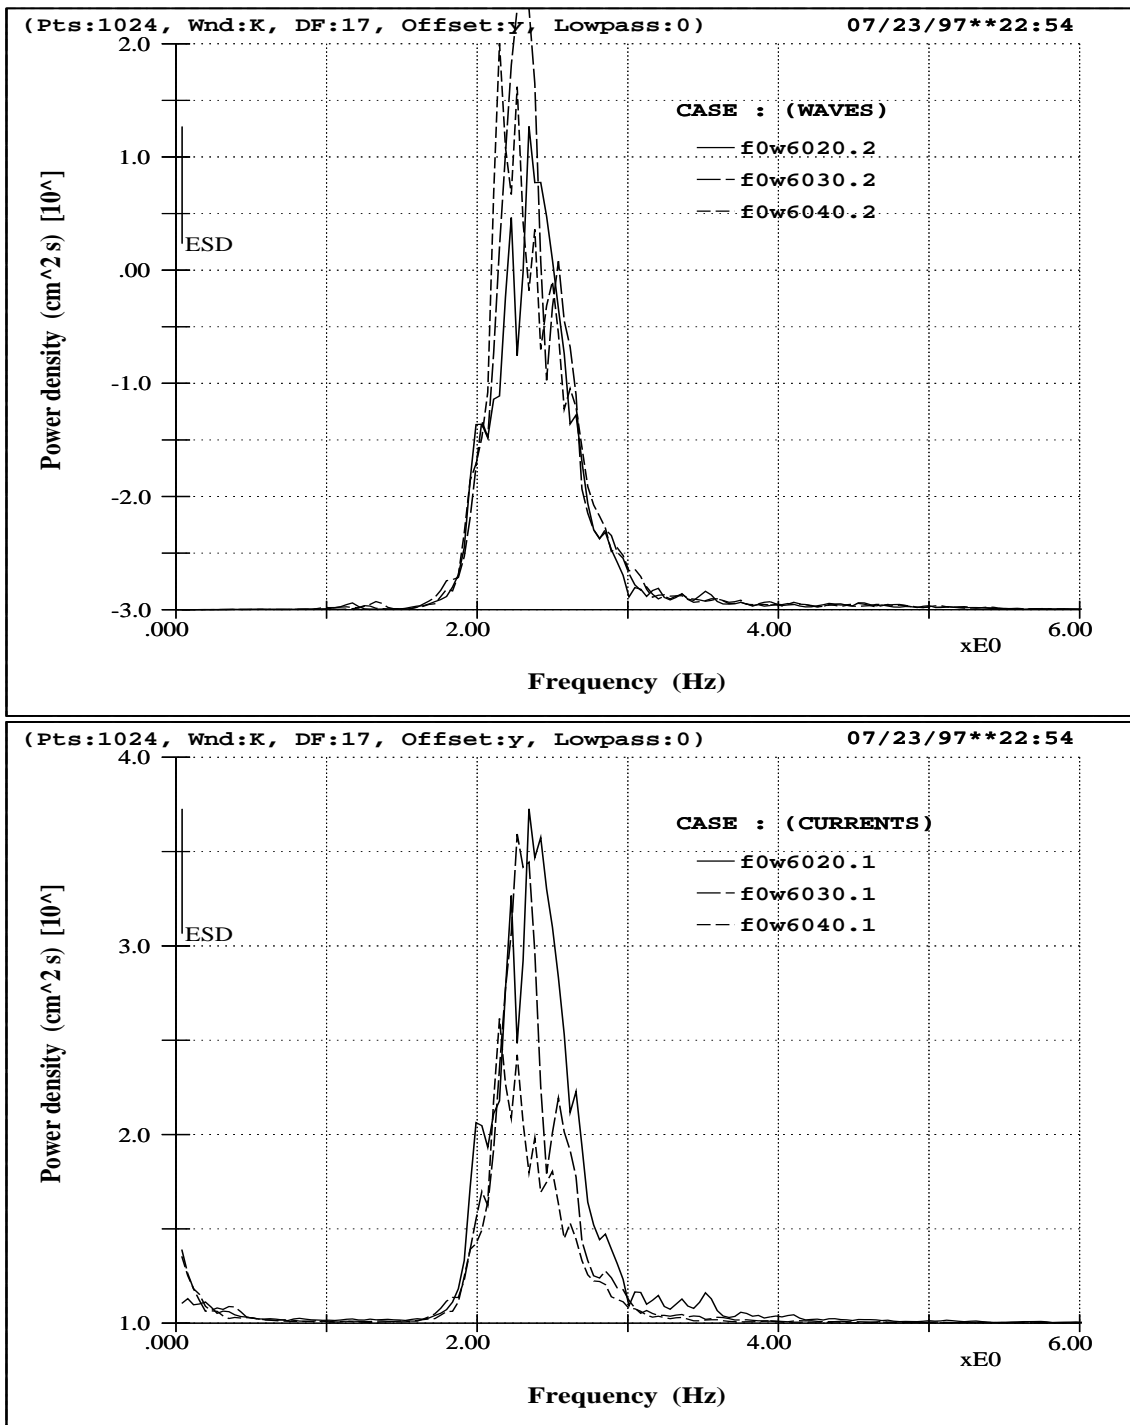 (Pts:1024, Wnd:K, DF:17, Offset:y, Lowpass:0) 07/23/97**22:54
2.0
CASE : (WAVES)
f0w6020.2
1.0
f0w6030.2
f0w6040.2
ESD
.00
-1.0
-2.0
-3.0
.000 2.00 4.00 6.00
xE0
Power density (cm^2 s) [10^]
Frequency (Hz)
(Pts:1024, Wnd:K, DF:17, Offset:y, Lowpass:0) 07/23/97**22:54
4.0
CASE : (CURRENTS)
f0w6020.1
f0w6030.1
f0w6040.1
ESD
3.0
2.0
1.0
.000 2.00 4.00 6.00
xE0
Power density (cm^2 s) [10^]
Frequency (Hz)